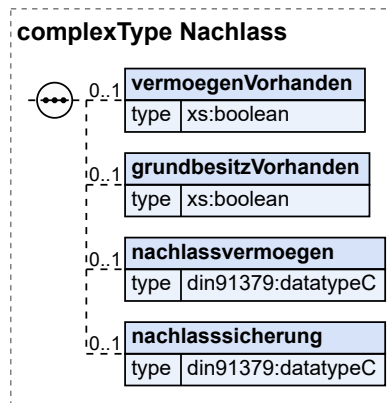 complexType Nachlass
0..1 vermoegenVorhanden
type xs:boolean
0..1 grundbesitzVorhanden
type xs:boolean
0..1 nachlassvermoegen
type din91379:datatypeC
0..1 nachlasssicherung
type din91379:datatypeC